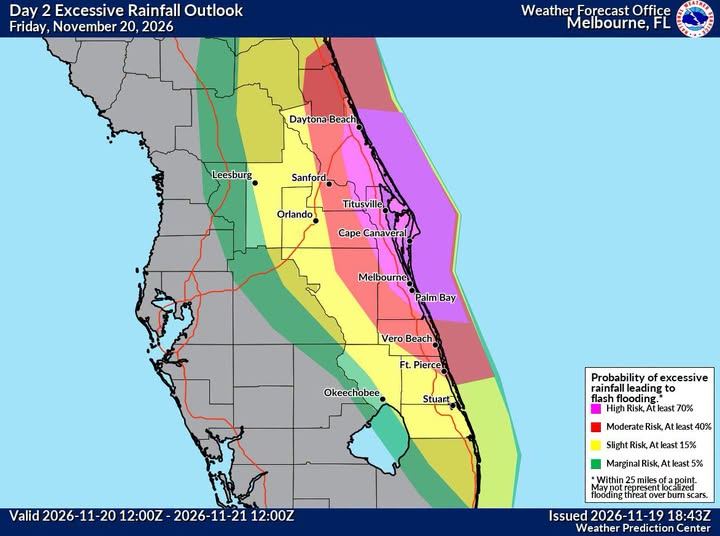 Day 2 Excessive Rainfall Outlook
Friday, November 20, 2026
Weather Forecast Office
Melbourne, FL
Daytona Beach
Leesburg
Sanford
Titusville
Orlando
Cape Canaveral
Melbourne
Palm Bay
Vero Beach
Ft. Pierce
Okeechobee
Stuart
Probability of excessive
rainfall leading to
flash flooding.*
High Risk, At least 70%
Moderate Risk, At least 40%
Slight Risk, At least 15%
Marginal Risk, At least 5%
* Within 25 miles of a point.
May not represent localized
flooding threat over burn scars.
Valid 2026-11-20 12:00Z - 2026-11-21 12:00Z
Issued 2026-11-19 18:43Z
Weather Prediction Center